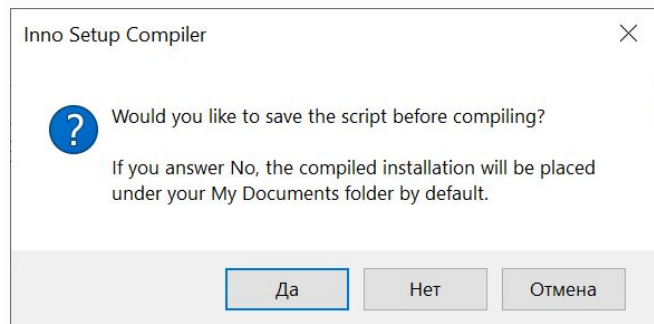 Inno Setup Compiler
Would you like to save the script before compiling?
If you answer No, the compiled installation will be placed
under your My Documents folder by default.
Да Нет Отмена